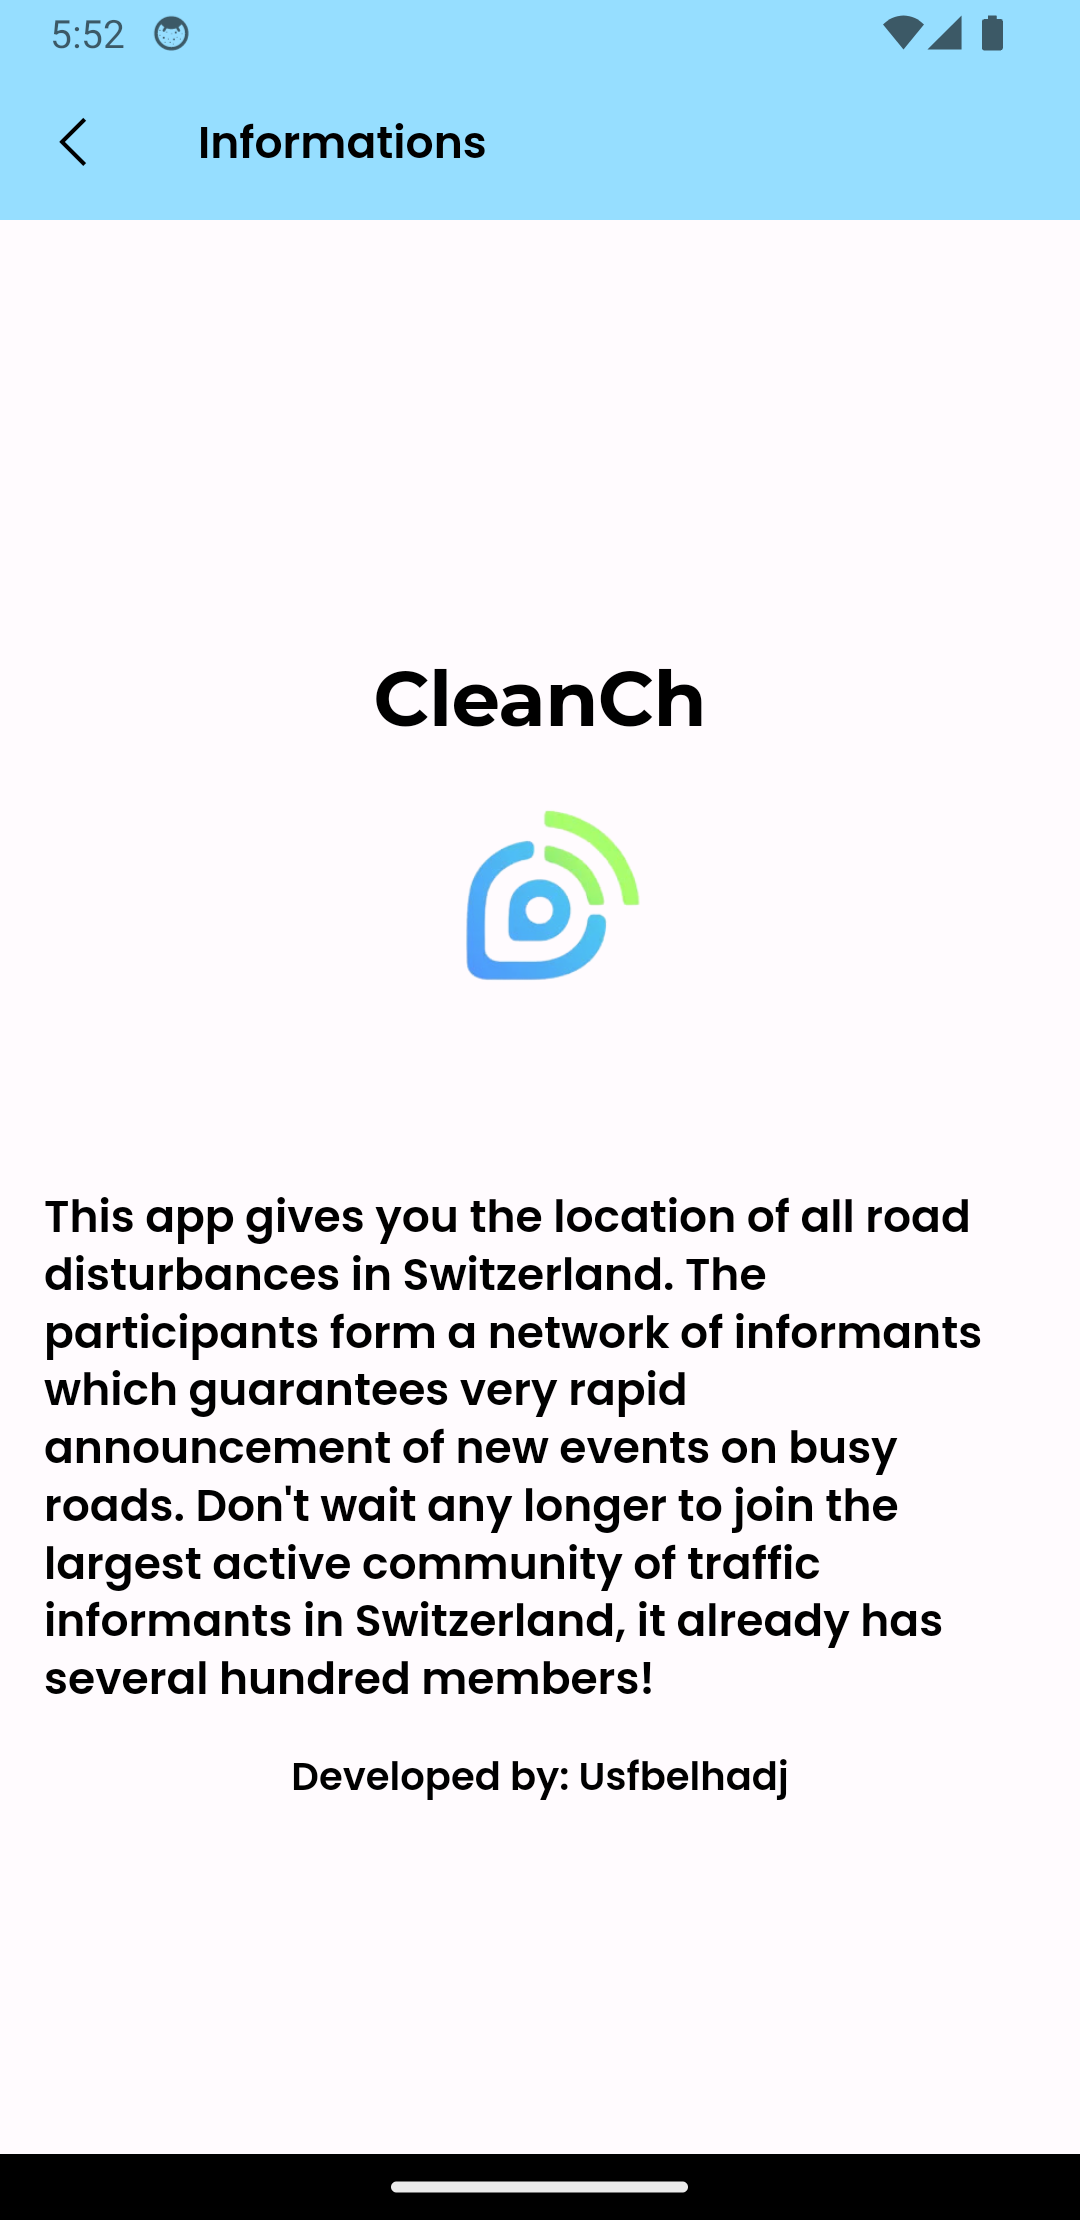 5:52
Informations
CleanCh
This app gives you the location of all road
disturbances in Switzerland. The
participants form a network of informants
which guarantees very rapid
announcement of new events on busy
roads. Don't wait any longer to join the
largest active community of traffic
informants in Switzerland, it already has
several hundred members!
Developed by: Usfbelhadj